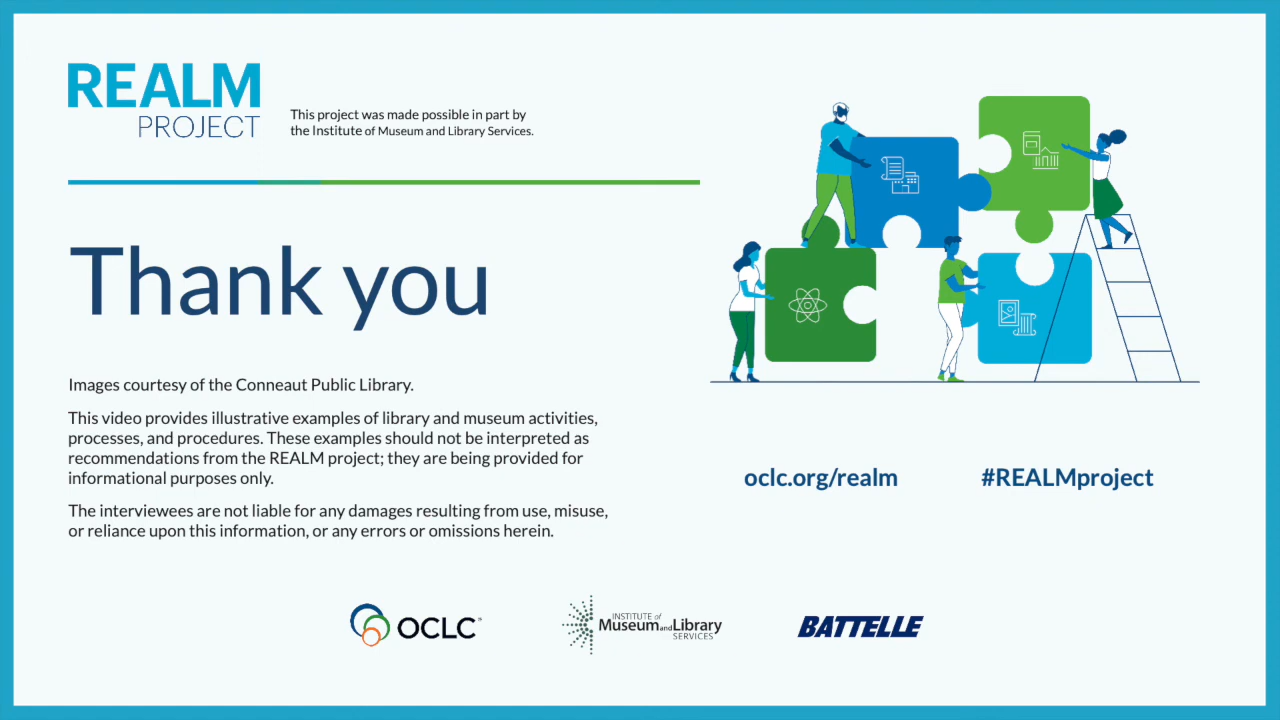 REALM
PROJECT
This project was made possible in part by
the Institute of Museum and Library Services.
Thank you
Images courtesy of the Conneaut Public Library.
This video provides illustrative examples of library and museum activities,
processes, and procedures. These examples should not be interpreted as
recommendations from the REALM project; they are being provided for
informational purposes only.
The interviewees are not liable for any damages resulting from use, misuse,
or reliance upon this information, or any errors or omissions herein.
oclc.org/realm
#REALMproject
OCLC™
INSTITUTE of
Museum and Library
SERVICES
BATTELLE